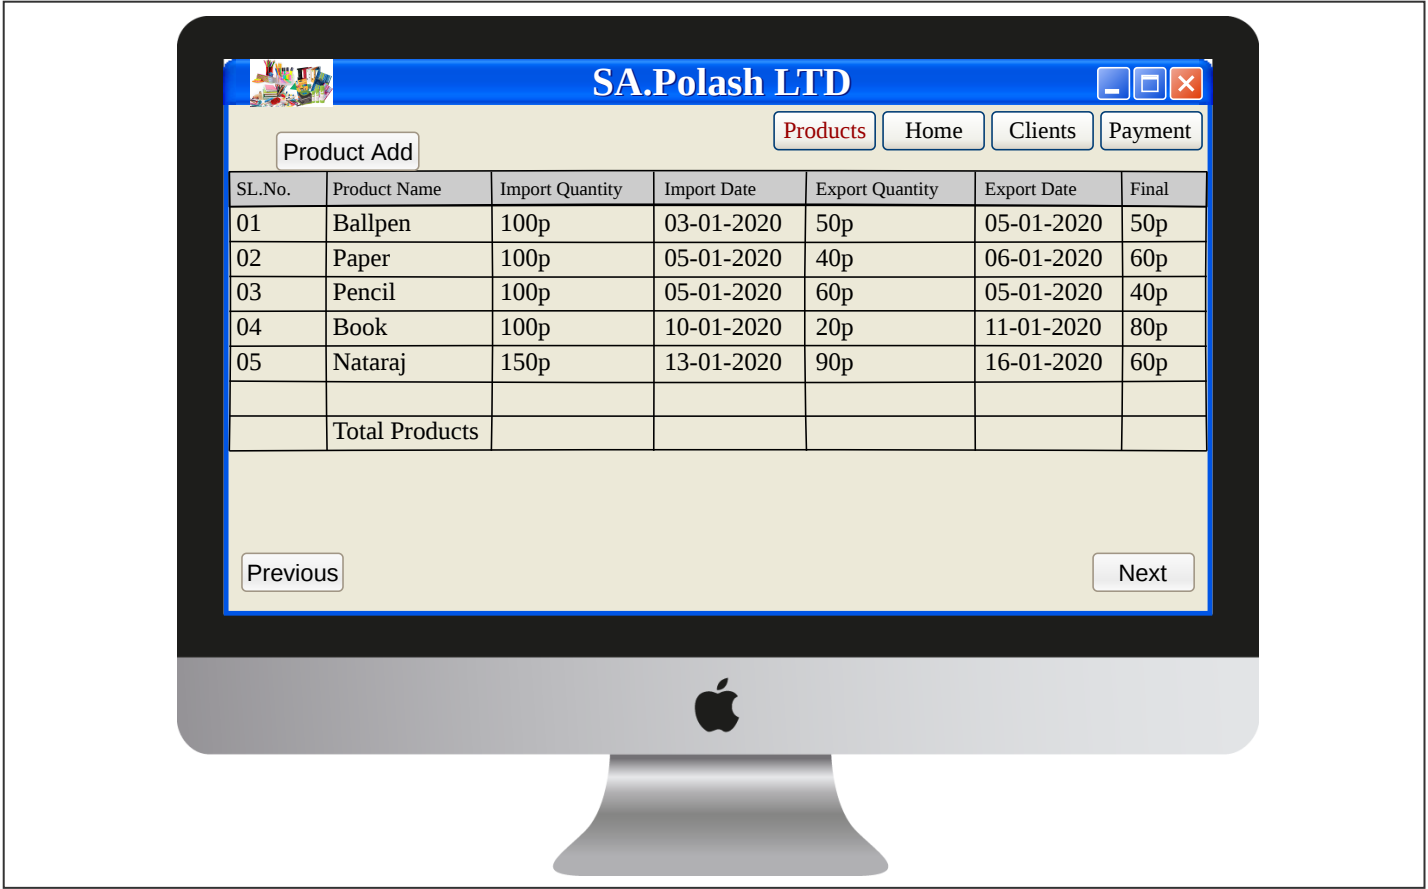 SA.Polash LTD
Products Home Clients Payment
Product Add
SL.No. Product Name Import Quantity Import Date Export Quantity Export Date Final
01 Ballpen 100p 03-01-2020 50p 05-01-2020 50p
02 Paper 100p 05-01-2020 40p 06-01-2020 60p
03 Pencil 100p 05-01-2020 60p 05-01-2020 40p
04 Book 100p 10-01-2020 20p 11-01-2020 80p
05 Nataraj 150p 13-01-2020 90p 16-01-2020 60p
Total Products
Previous Next